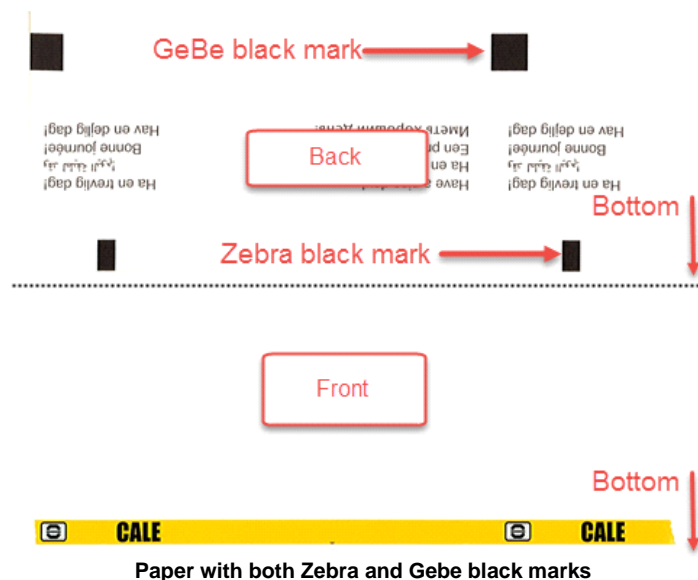 GeBe black mark
Hav en dejlig dag!
Bonne journée!
Ha en trevlig dag!
Иметь хороший день!
Een pr
Ha en
Have a
Hav en dejlig dag!
Bonne journée!
Ha en trevlig dag!
Back
Bottom
Zebra black mark
Front
Bottom
CALE
CALE
Paper with both Zebra and Gebe black marks